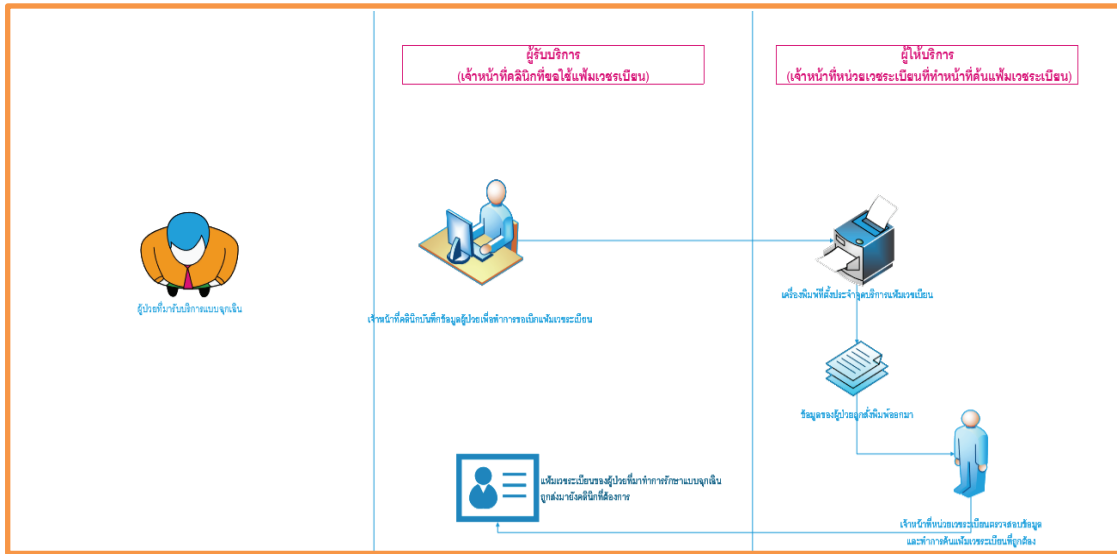 ผู้รับบริการ
(เจ้าหน้าที่คลินิกที่ขอใช้แฟ้มเวชรเบียน)
ผู้ให้บริการ
(เจ้าหน้าที่หน่วยเวชระเบียนที่ทำหน้าที่ค้นแฟ้มเวชระเบียน)
ผู้ป่วยที่มารับบริการแบบฉุกเฉิน
เจ้าหน้าที่คลินิกบันทึกข้อมูลผู้ป่วยเพื่อทำการขอเบิกแฟ้มเวชระเบียน
เครื่องพิมพ์ที่ตั้งประจำจุดบริการแฟ้มเวชเบียน
ข้อมูลของผู้ป่วยถูกสั่งพิมพ์ออกมา
แฟ้มเวชระเบียนของผู้ป่วยที่มาทำการรักษาแบบฉุกเฉิน
ถูกส่งมายังคลินิกที่ต้องการ
เจ้าหน้าที่หน่วยเวชระเบียนตรวจสอบข้อมูล
และทำการค้นแฟ้มเวชระเบียนที่ถูกต้อง